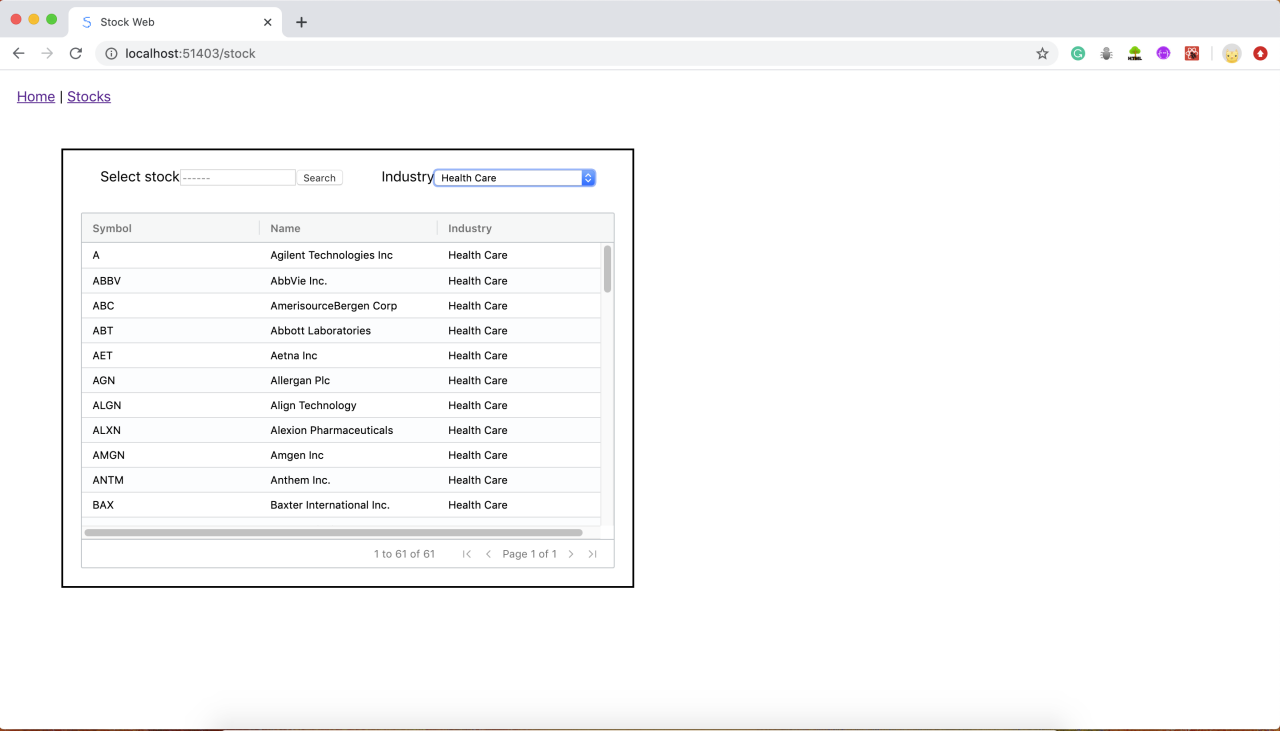 Stock Web
localhost:51403/stock
Home | Stocks
Select stock ------ Search Industry Health Care
Symbol Name Industry
A Agilent Technologies Inc Health Care
ABBV AbbVie Inc. Health Care
ABC AmerisourceBergen Corp Health Care
ABT Abbott Laboratories Health Care
AET Aetna Inc Health Care
AGN Allergan Plc Health Care
ALGN Align Technology Health Care
ALXN Alexion Pharmaceuticals Health Care
AMGN Amgen Inc Health Care
ANTM Anthem Inc. Health Care
BAX Baxter International Inc. Health Care
1 to 61 of 61 Page 1 of 1